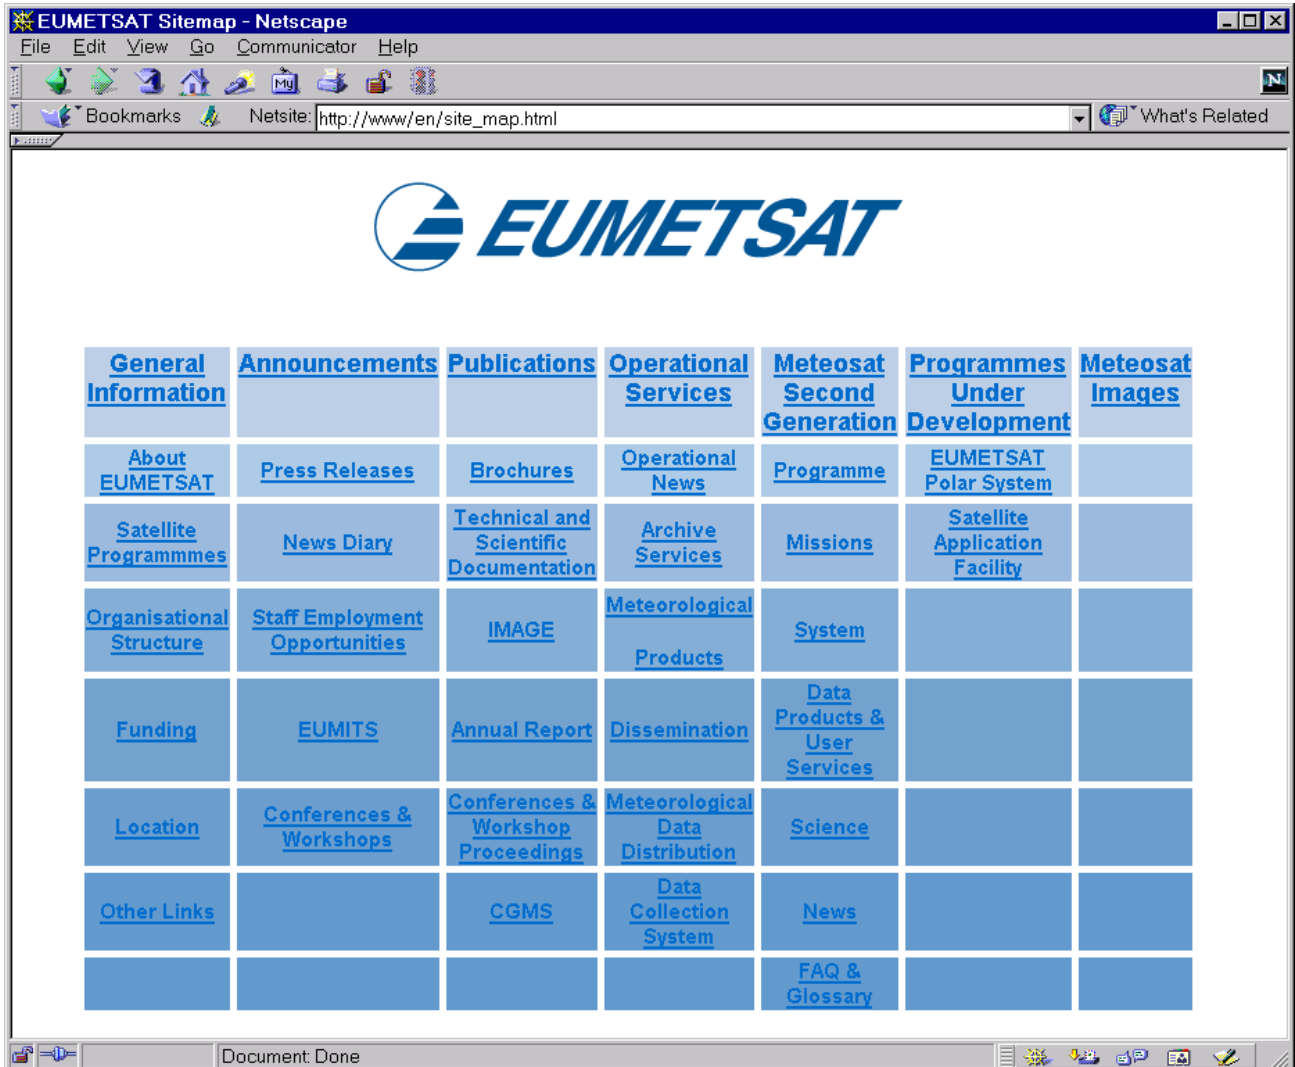 EUMETSAT Sitemap - Netscape
File Edit View Go Communicator Help
My
N
Bookmarks Netsite: http://www/en/site_map.html What's Related
EUMETSAT
General Information
Announcements
Publications
Operational Services
Meteosat Second Generation
Programmes Under Development
Meteosat Images
About EUMETSAT
Press Releases
Brochures
Operational News
Programme
EUMETSAT Polar System
Satellite Programmmes
News Diary
Technical and Scientific Documentation
Archive Services
Missions
Satellite Application Facility
Organisational Structure
Staff Employment Opportunities
IMAGE
Meteorological Products
System
Funding
EUMITS
Annual Report
Dissemination
Data Products & User Services
Location
Conferences & Workshops
Conferences & Workshop Proceedings
Meteorological Data Distribution
Science
Other Links
CGMS
Data Collection System
News
FAQ & Glossary
Document: Done